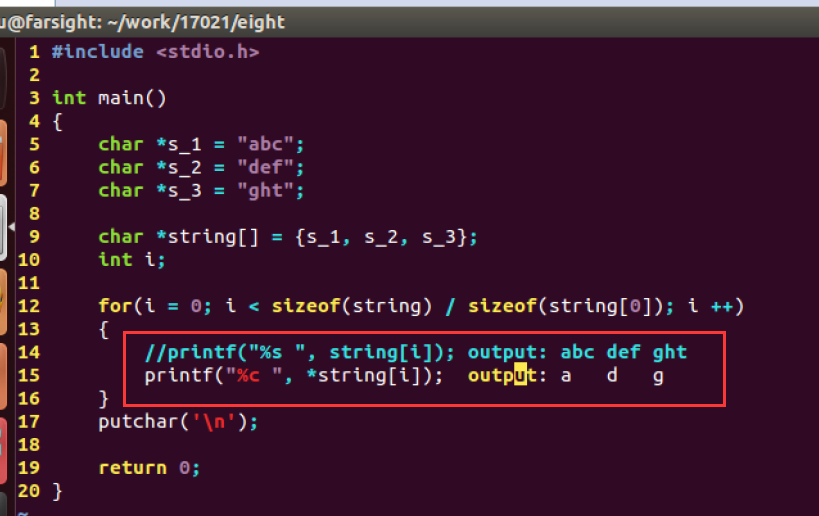 u@farsight: ~/work/17021/eight
1 #include <stdio.h>
2
3 int main()
4 {
5     char *s_1 = "abc";
6     char *s_2 = "def";
7     char *s_3 = "ght";
8
9     char *string[] = {s_1, s_2, s_3};
10     int i;
11
12     for(i = 0; i < sizeof(string) / sizeof(string[0]); i ++)
13     {
14         //printf("%s ", string[i]); output: abc def ght
15         printf("%c ", *string[i]);  output: a   d   g
16     }
17     putchar('\n');
18
19     return 0;
20 }
~